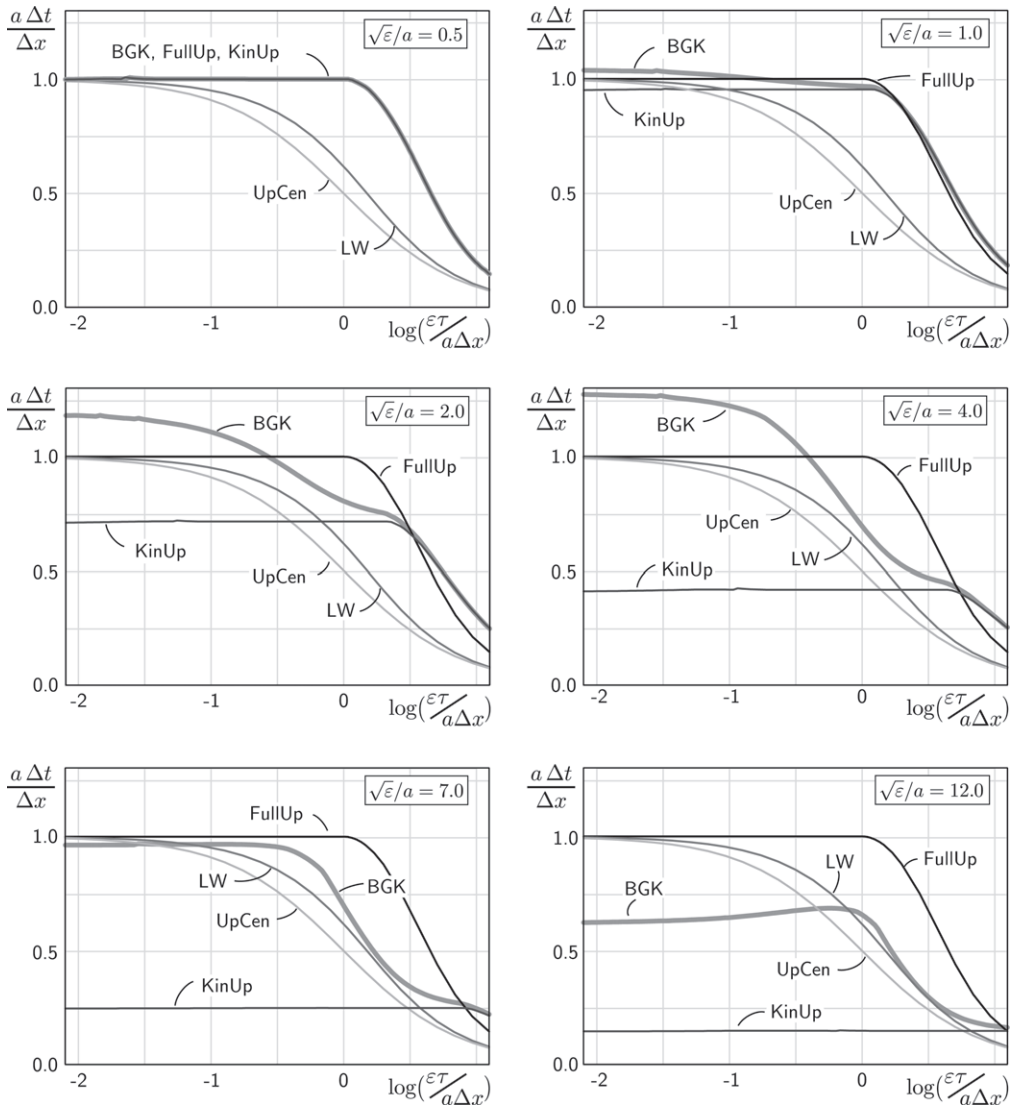 a Δt
Δx
√ε/a = 0.5
BGK, FullUp, KinUp
1.0
UpCen
0.5
LW
0.0
-2 -1 0 log(ετ/aΔx)
a Δt
Δx
√ε/a = 1.0
BGK
1.0
FullUp
KinUp
0.5
UpCen
LW
0.0
-2 -1 0 log(ετ/aΔx)
a Δt
Δx
√ε/a = 2.0
BGK
1.0
FullUp
KinUp
0.5
UpCen
LW
0.0
-2 -1 0 log(ετ/aΔx)
a Δt
Δx
√ε/a = 4.0
BGK
1.0
FullUp
UpCen
LW
0.5
KinUp
0.0
-2 -1 0 log(ετ/aΔx)
a Δt
Δx
√ε/a = 7.0
FullUp
1.0
LW
BGK
UpCen
0.5
KinUp
0.0
-2 -1 0 log(ετ/aΔx)
a Δt
Δx
√ε/a = 12.0
1.0
LW
FullUp
BGK
0.5
UpCen
KinUp
0.0
-2 -1 0 log(ετ/aΔx)